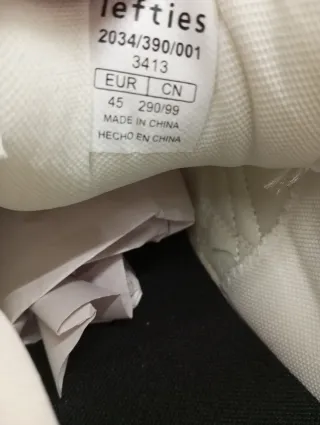 lefties
2034/390/001
3413
EUR CN
45 290/99
MADE IN CHINA
HECHO EN CHINA